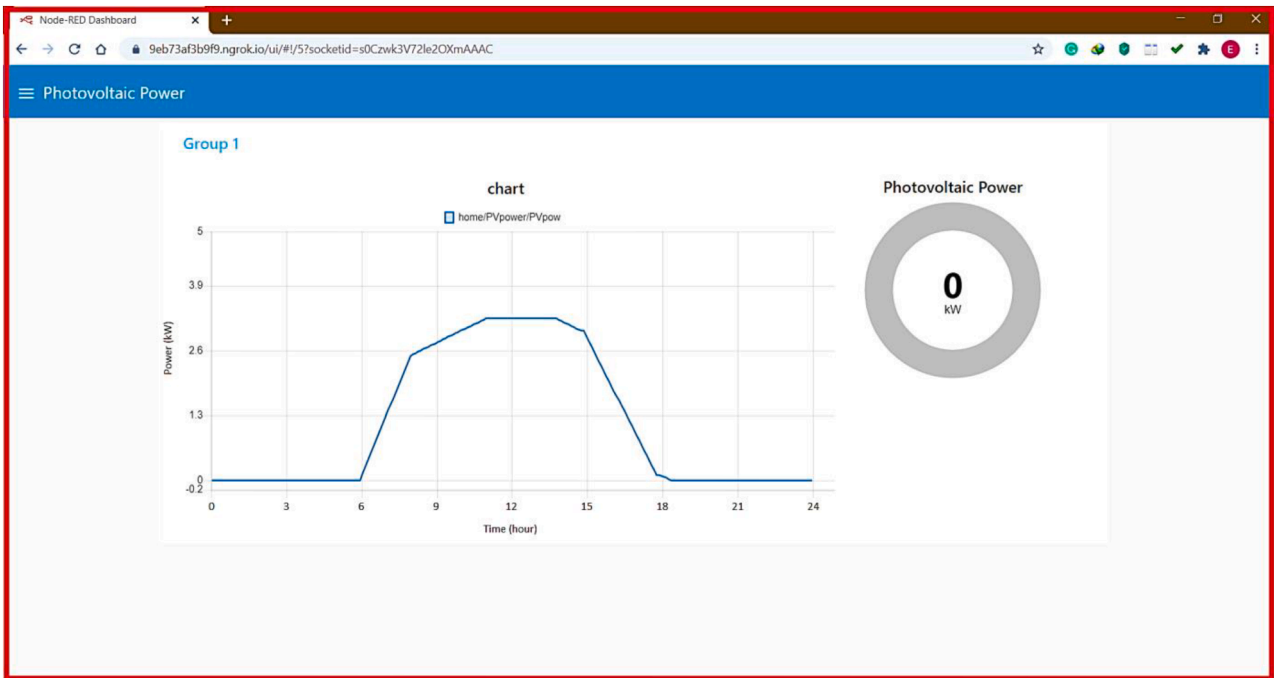 Node-RED Dashboard
9eb73af3b9f9.ngrok.io/ui/#!/5?socketid=s0Czwk3V72le2OXmAAAC
E
Photovoltaic Power
Group 1
chart
home/PVpower/PVpow
5
3.9
2.6
1.3
0
-0.2
Power (kW)
0 3 6 9 12 15 18 21 24
Time (hour)
Photovoltaic Power
0
kW